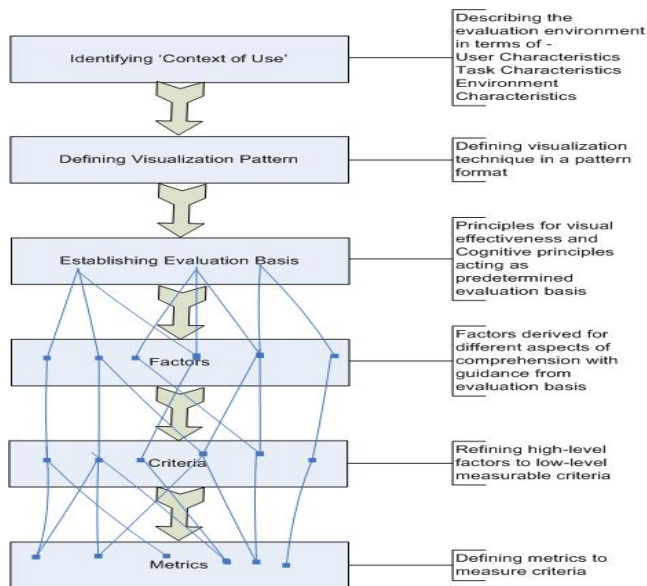 Identifying 'Context of Use'
Describing the
evaluation environment
in terms of -
User Characteristics
Task Characteristics
Environment
Characteristics
Defining Visualization Pattern
Defining visualization
technique in a pattern
format
Establishing Evaluation Basis
Principles for visual
effectiveness and
Cognitive principles
acting as
predetermined
evaluation basis
Factors
Factors derived for
different aspects of
comprehension with
guidance from
evaluation basis
Criteria
Refining high-level
factors to low-level
measurable criteria
Metrics
Defining metrics to
measure criteria